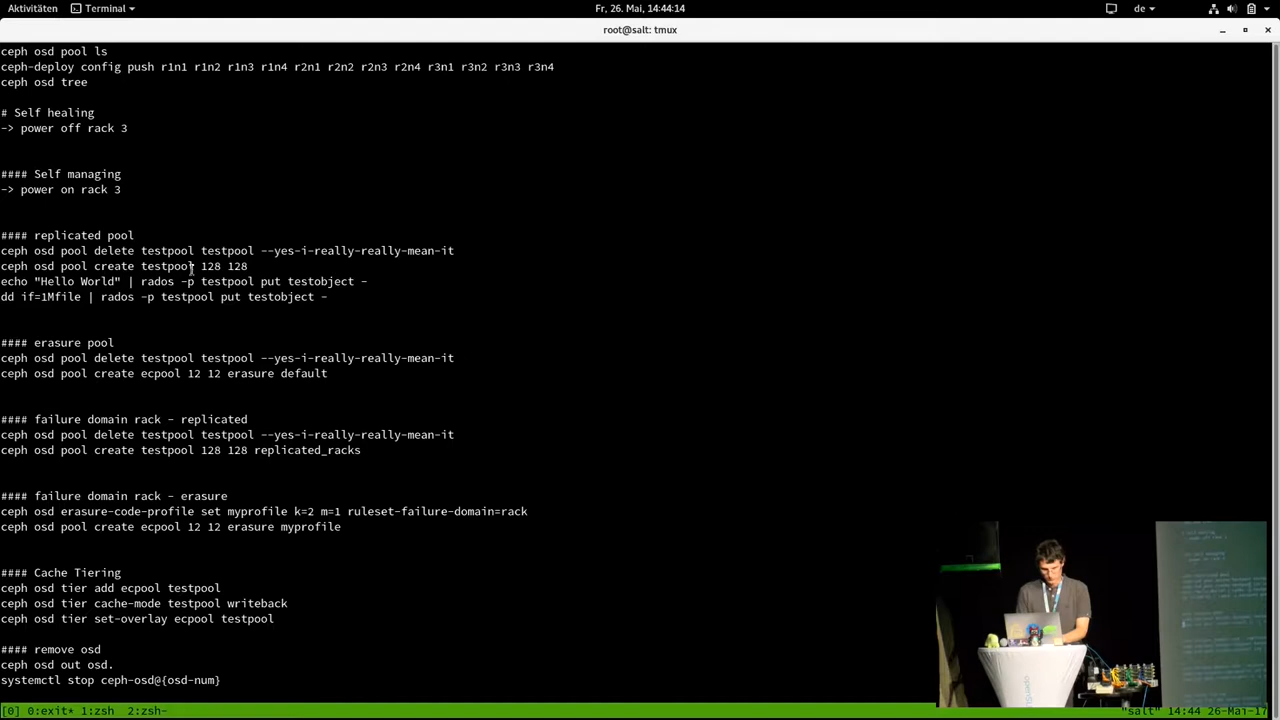 Aktivitäten
Terminal
Fr, 26. Mai, 14:44:14
de
root@salt: tmux
ceph osd pool ls
ceph-deploy config push r1n1 r1n2 r1n3 r1n4 r2n1 r2n2 r2n3 r2n4 r3n1 r3n2 r3n3 r3n4
ceph osd tree
# Self healing
-> power off rack 3
#### Self managing
-> power on rack 3
#### replicated pool
ceph osd pool delete testpool testpool --yes-i-really-really-mean-it
ceph osd pool create testpool 128 128
echo "Hello World" | rados -p testpool put testobject -
dd if=1Mfile | rados -p testpool put testobject -
#### erasure pool
ceph osd pool delete testpool testpool --yes-i-really-really-mean-it
ceph osd pool create ecpool 12 12 erasure default
#### failure domain rack - replicated
ceph osd pool delete testpool testpool --yes-i-really-really-mean-it
ceph osd pool create testpool 128 128 replicated_racks
#### failure domain rack - erasure
ceph osd erasure-code-profile set myprofile k=2 m=1 ruleset-failure-domain=rack
ceph osd pool create ecpool 12 12 erasure myprofile
#### Cache Tiering
ceph osd tier add ecpool testpool
ceph osd tier cache-mode testpool writeback
ceph osd tier set-overlay ecpool testpool
#### remove osd
ceph osd out osd.
systemctl stop ceph-osd@{osd-num}
[0] 0:exit* 1:zsh  2:zsh-
"salt" 14:44 26-Mai-17